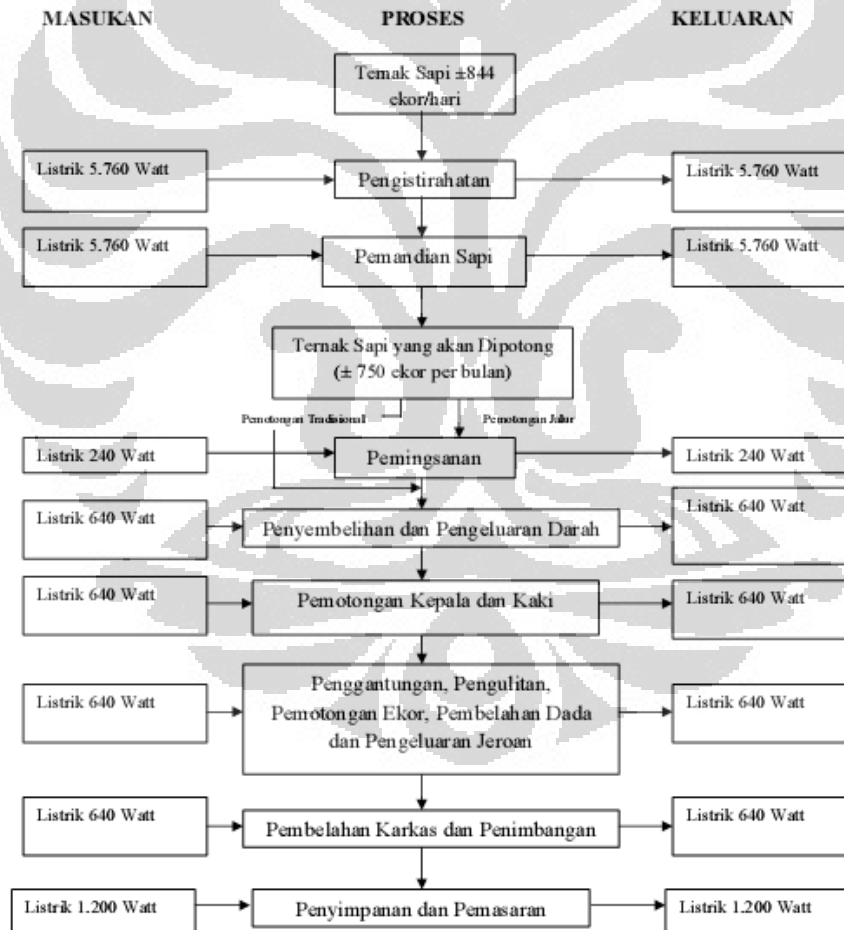 MASUKAN PROSES KELUARAN
Ternak Sapi ±844
ekor/hari
Listrik 5.760 Watt
Pengistirahatan
Listrik 5.760 Watt
Listrik 5.760 Watt
Pemandian Sapi
Listrik 5.760 Watt
Ternak Sapi yang akan Dipotong
(± 750 ekor per bulan)
Pemotongan Tradisional
Pemotongan Jalur
Listrik 240 Watt
Pemingsanan
Listrik 240 Watt
Listrik 640 Watt
Penyembelihan dan Pengeluaran Darah
Listrik 640 Watt
Listrik 640 Watt
Pemotongan Kepala dan Kaki
Listrik 640 Watt
Listrik 640 Watt
Penggantungan, Pengulitan,
Pemotongan Ekor, Pembelahan Dada
dan Pengeluaran Jeroan
Listrik 640 Watt
Listrik 640 Watt
Pembelahan Karkas dan Penimbangan
Listrik 640 Watt
Listrik 1.200 Watt
Penyimpanan dan Pemasaran
Listrik 1.200 Watt